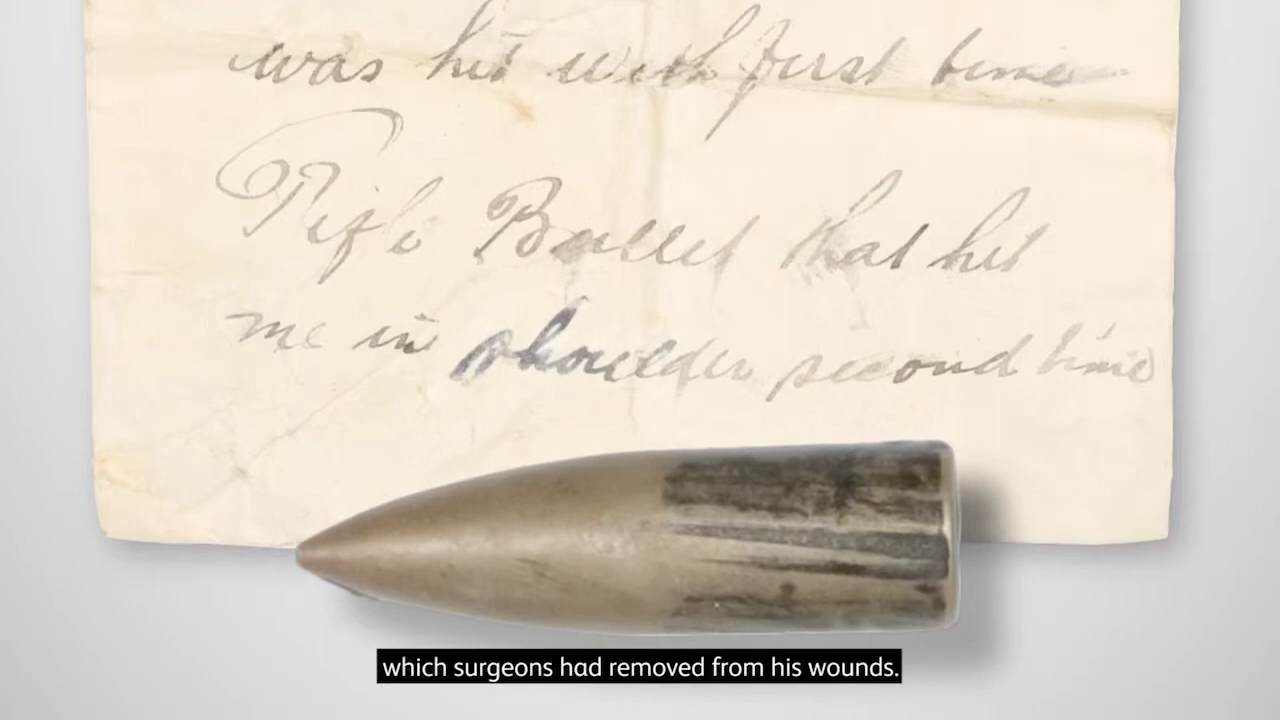 was hit with first time
Rifle Bullet that hit
me in shoulder second time
which surgeons had removed from his wounds.